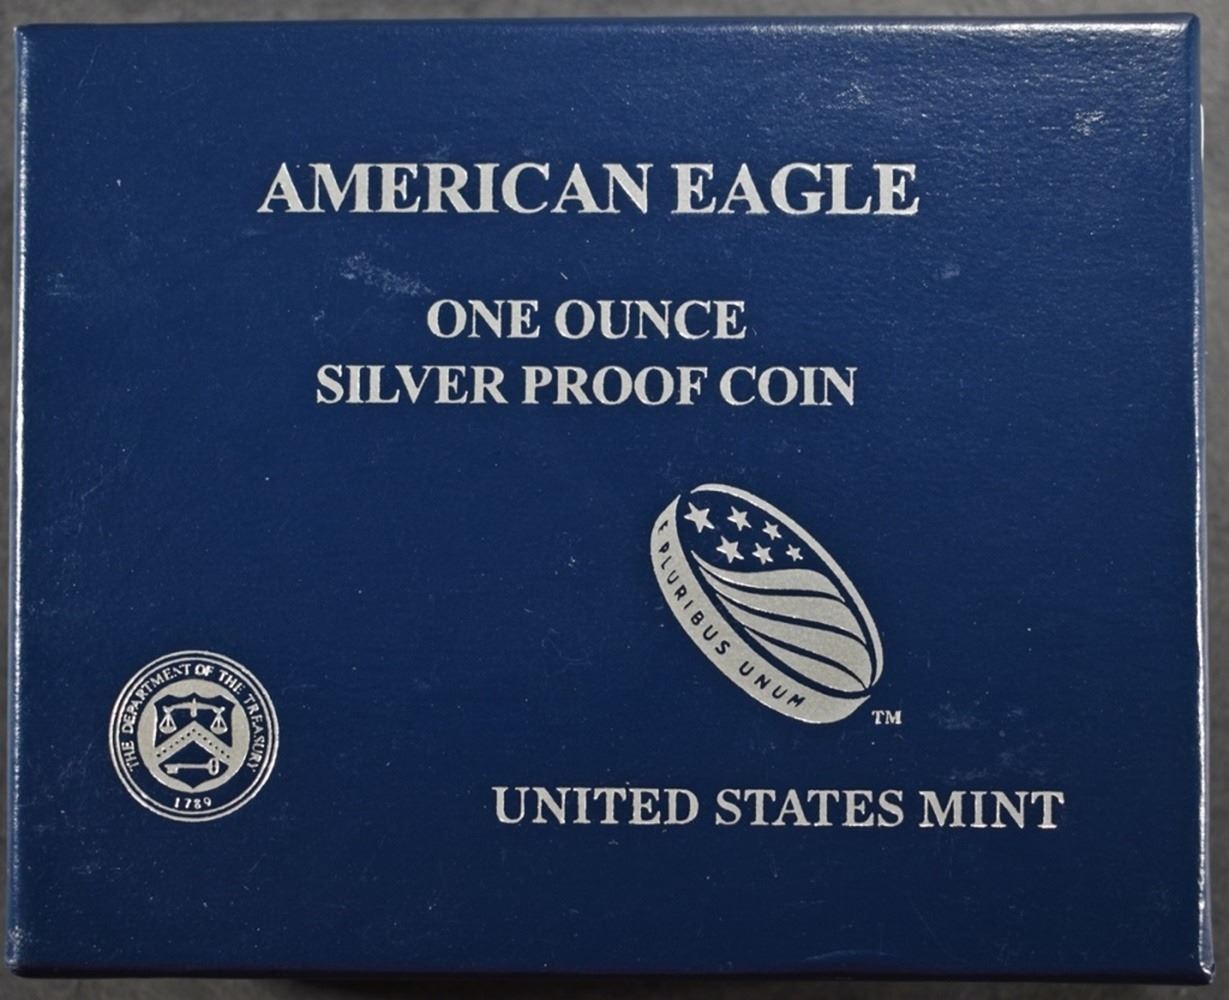 AMERICAN EAGLE
ONE OUNCE
SILVER PROOF COIN
E PLURIBUS UNUM
TM
THE DEPARTMENT OF THE TREASURY
1789
UNITED STATES MINT